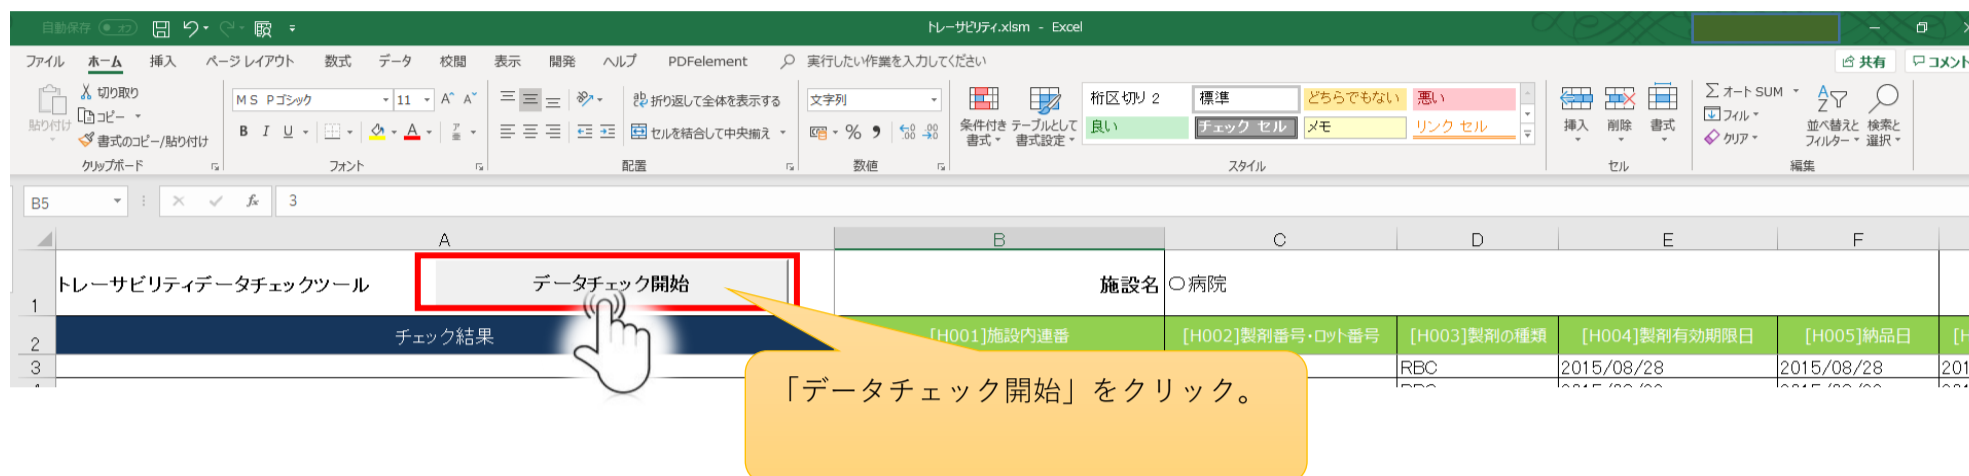 自動保存 オフ トレーサビリティ.xlsm - Excel
ファイル ホーム 挿入 ページ レイアウト 数式 データ 校閲 表示 開発 ヘルプ PDFelement 実行したい作業を入力してください 共有 コメント
貼り付け 切り取り コピー 書式のコピー/貼り付け
クリップボード
MS Pゴシック 11
B I U
フォント
折り返して全体を表示する
セルを結合して中央揃え
配置
文字列
数値
条件付き書式 テーブルとして書式設定
桁区切り 2 標準 どちらでもない 悪い
良い チェック セル メモ リンク セル
スタイル
挿入 削除 書式
セル
オート SUM
フィル
クリア
並べ替えと フィルター 検索と 選択
編集
B5 fx 3
A B C D E F
1 トレーサビリティデータチェックツール データチェック開始 施設名 〇病院
2 チェック結果 [H001]施設内連番 [H002]製剤番号・ロット番号 [H003]製剤の種類 [H004]製剤有効期限日 [H005]納品日
3 RBC 2015/08/28 2015/08/28 201
「データチェック開始」をクリック。